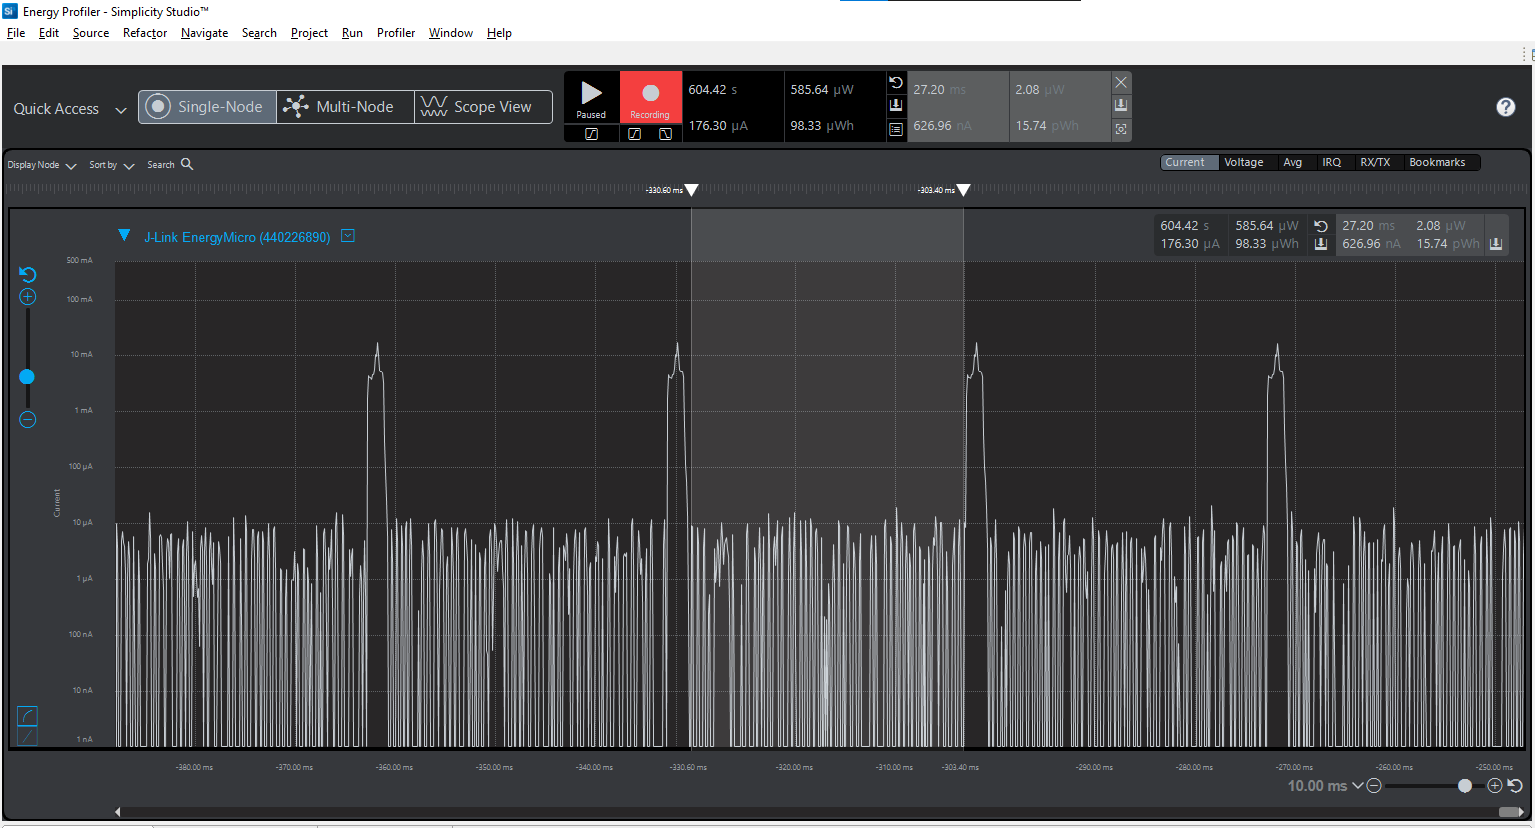 Si Energy Profiler - Simplicity Studio™
File Edit Source Refactor Navigate Search Project Run Profiler Window Help
Quick Access Single-Node Multi-Node Scope View
Paused Recording
604.42 s 585.64 µW 27.20 ms 2.08 µW
176.30 µA 98.33 µWh 626.96 nA 15.74 pWh
?
Display Node Sort by Search
Current Voltage Avg IRQ RX/TX Bookmarks
-330.60 ms -303.40 ms
J-Link EnergyMicro (440226890)
604.42 s 585.64 µW 27.20 ms 2.08 µW
176.30 µA 98.33 µWh 626.96 nA 15.74 pWh
500 mA
100 mA
10 mA
1 mA
100 µA
10 µA
1 µA
100 nA
10 nA
1 nA
Current
-380.00 ms -370.00 ms -360.00 ms -350.00 ms -340.00 ms -330.60 ms -320.00 ms -310.00 ms -303.40 ms -290.00 ms -280.00 ms -270.00 ms -260.00 ms -250.00 ms
10.00 ms